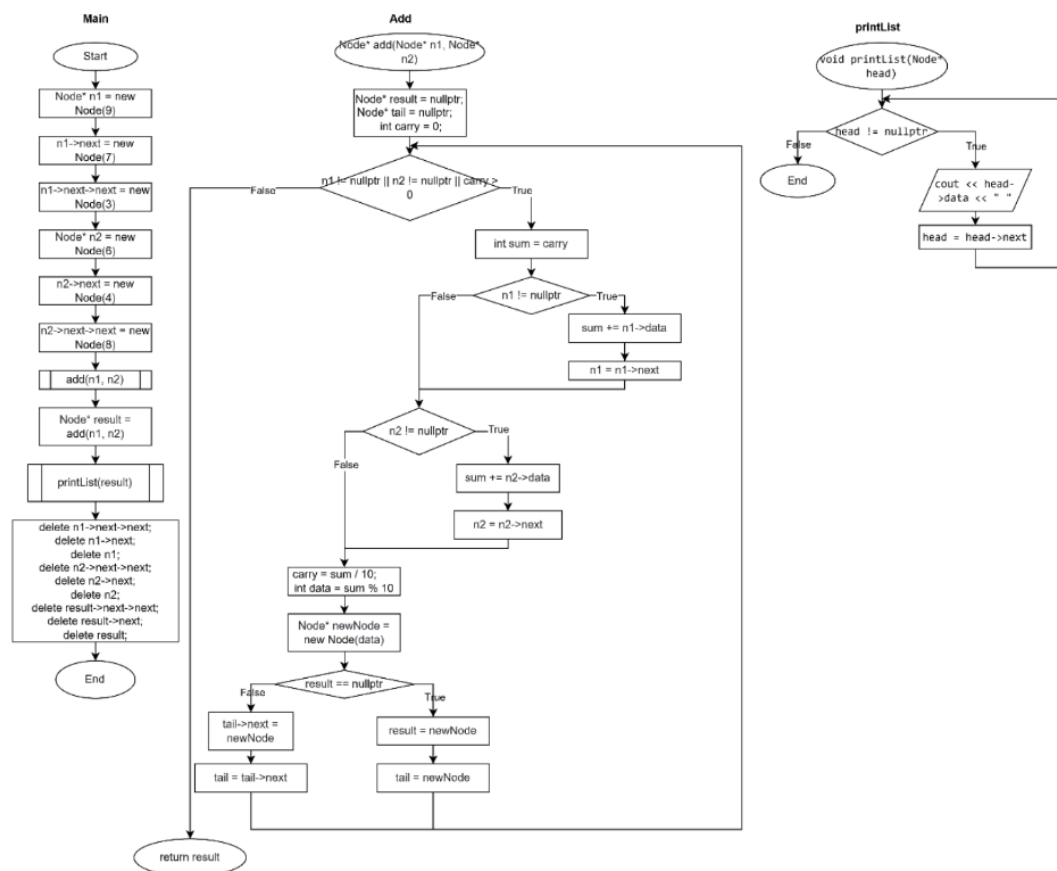 Main
Start
Node* n1 = new
Node(9)
n1->next = new
Node(7)
n1->next->next = new
Node(3)
Node* n2 = new
Node(6)
n2->next = new
Node(4)
n2->next->next = new
Node(8)
add(n1, n2)
Node* result =
add(n1, n2)
printList(result)
delete n1->next->next;
delete n1->next;
delete n1;
delete n2->next->next;
delete n2->next;
delete n2;
delete result->next->next;
delete result->next;
delete result;
End
Add
Node* add(Node* n1, Node*
n2)
Node* result = nullptr;
Node* tail = nullptr;
int carry = 0;
n1 != nullptr || n2 != nullptr || carry >
0
False
True
int sum = carry
n1 != nullptr
False
True
sum += n1->data
n1 = n1->next
n2 != nullptr
True
False
sum += n2->data
n2 = n2->next
carry = sum / 10;
int data = sum % 10
Node* newNode =
new Node(data)
result == nullptr
False
True
tail->next =
newNode
result = newNode
tail = tail->next
tail = newNode
return result
printList
void printList(Node*
head)
head != nullptr
False
True
End
cout << head-
>data << " "
head = head->next